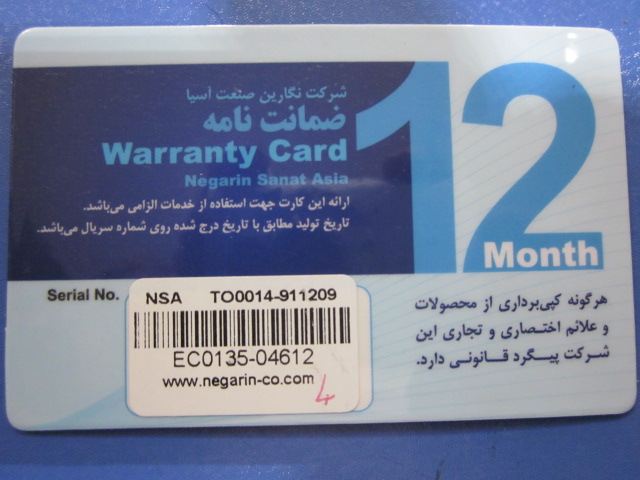 شرکت نگارین صنعت آسیا
ضمانت نامه
Warranty Card
Negarin Sanat Asia
ارائه این کارت جهت استفاده از خدمات الزامی می‌باشد.
تاریخ تولید مطابق با تاریخ درج شده روی شماره سریال می‌باشد.
12
Month
Serial No.
NSA TO0014-911209
EC0135-04612
www.negarin-co.com
4
هرگونه کپی‌برداری از محصولات
و علائم اختصاری و تجاری این
شرکت پیگرد قانونی دارد.